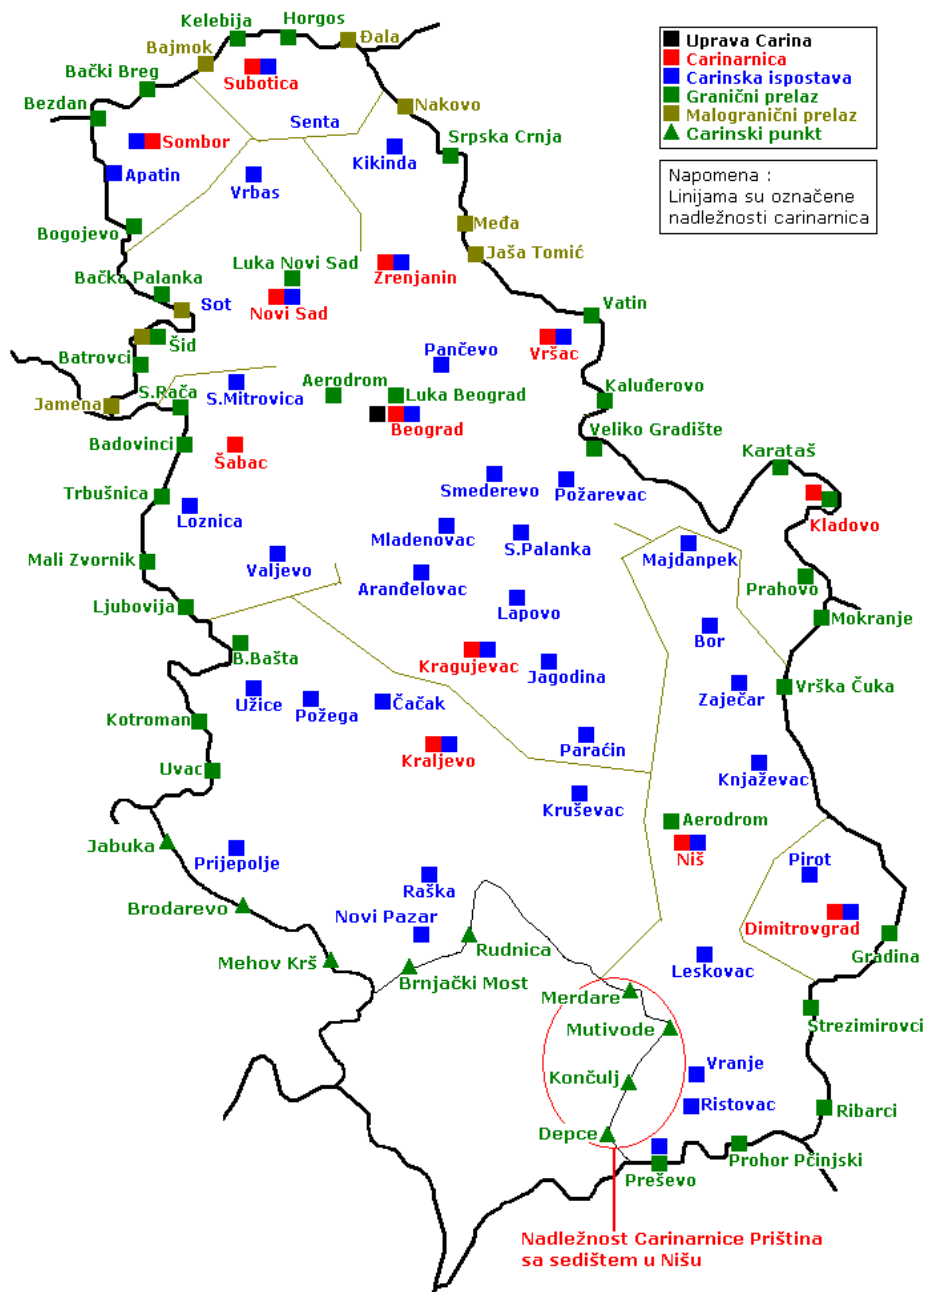 Kelebija
Horgos
Đala
Bajmok
Bački Breg
Subotica
Bezdan
Nakovo
Senta
Sombor
Srpska Crnja
Kikinda
Apatin
Vrbas
Uprava Carina
Carinarnica
Carinska ispostava
Granični prelaz
Malogranični prelaz
Carinski punkt
Napomena :
Linijama su označene
nadležnosti carinarnica
Bogojevo
Međa
Jaša Tomić
Luka Novi Sad
Bačka Palanka
Zrenjanin
Sot
Novi Sad
Vatin
Šid
Pančevo
Vršac
Batrovci
S.Mitrovica
Aerodrom
Luka Beograd
Kaluđerovo
S.Rača
Jamena
Beograd
Veliko Gradište
Badovinci
Šabac
Karataš
Smederevo
Požarevac
Trbušnica
Loznica
Kladovo
Mladenovac
S.Palanka
Mali Zvornik
Valjevo
Majdanpek
Aranđelovac
Prahovo
Ljubovija
Lapovo
Mokranje
B.Bašta
Bor
Kragujevac
Jagodina
Užice
Požega
Čačak
Zaječar
Vrška Čuka
Kotroman
Kraljevo
Paraćin
Uvac
Knjaževac
Kruševac
Jabuka
Aerodrom
Prijepolje
Niš
Pirot
Raška
Brodarevo
Novi Pazar
Dimitrovgrad
Rudnica
Mehov Krš
Gradina
Brnjački Most
Leskovac
Merdare
Mutivode
Strezimirovci
Končulj
Vranje
Ristovac
Ribarci
Depce
Preševo
Prohor Pčinjski
Nadležnost Carinarnice Priština
sa sedištem u Nišu